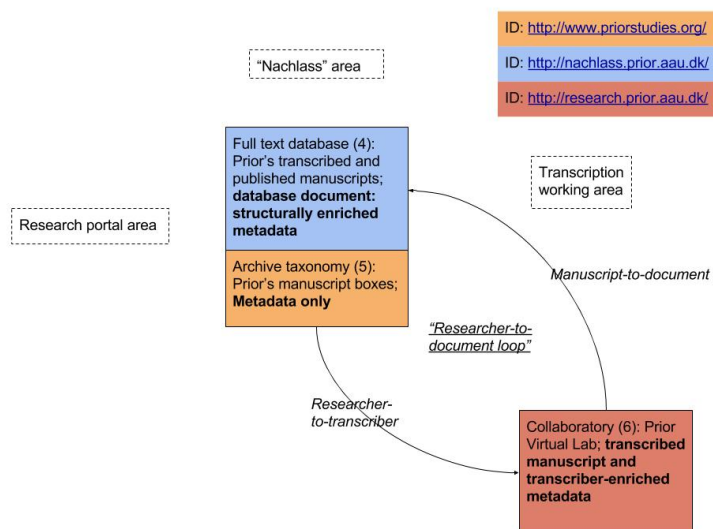 ID: http://www.priorstudies.org/
ID: http://nachlass.prior.aau.dk/
ID: http://research.prior.aau.dk/
“Nachlass” area
Full text database (4):
Prior’s transcribed and
published manuscripts;
database document:
structurally enriched
metadata
Transcription
working area
Research portal area
Archive taxonomy (5):
Prior’s manuscript boxes;
Metadata only
Manuscript-to-document
“Researcher-to-
document loop”
Researcher-
to-transcriber
Collaboratory (6): Prior
Virtual Lab; transcribed
manuscript and
transcriber-enriched
metadata